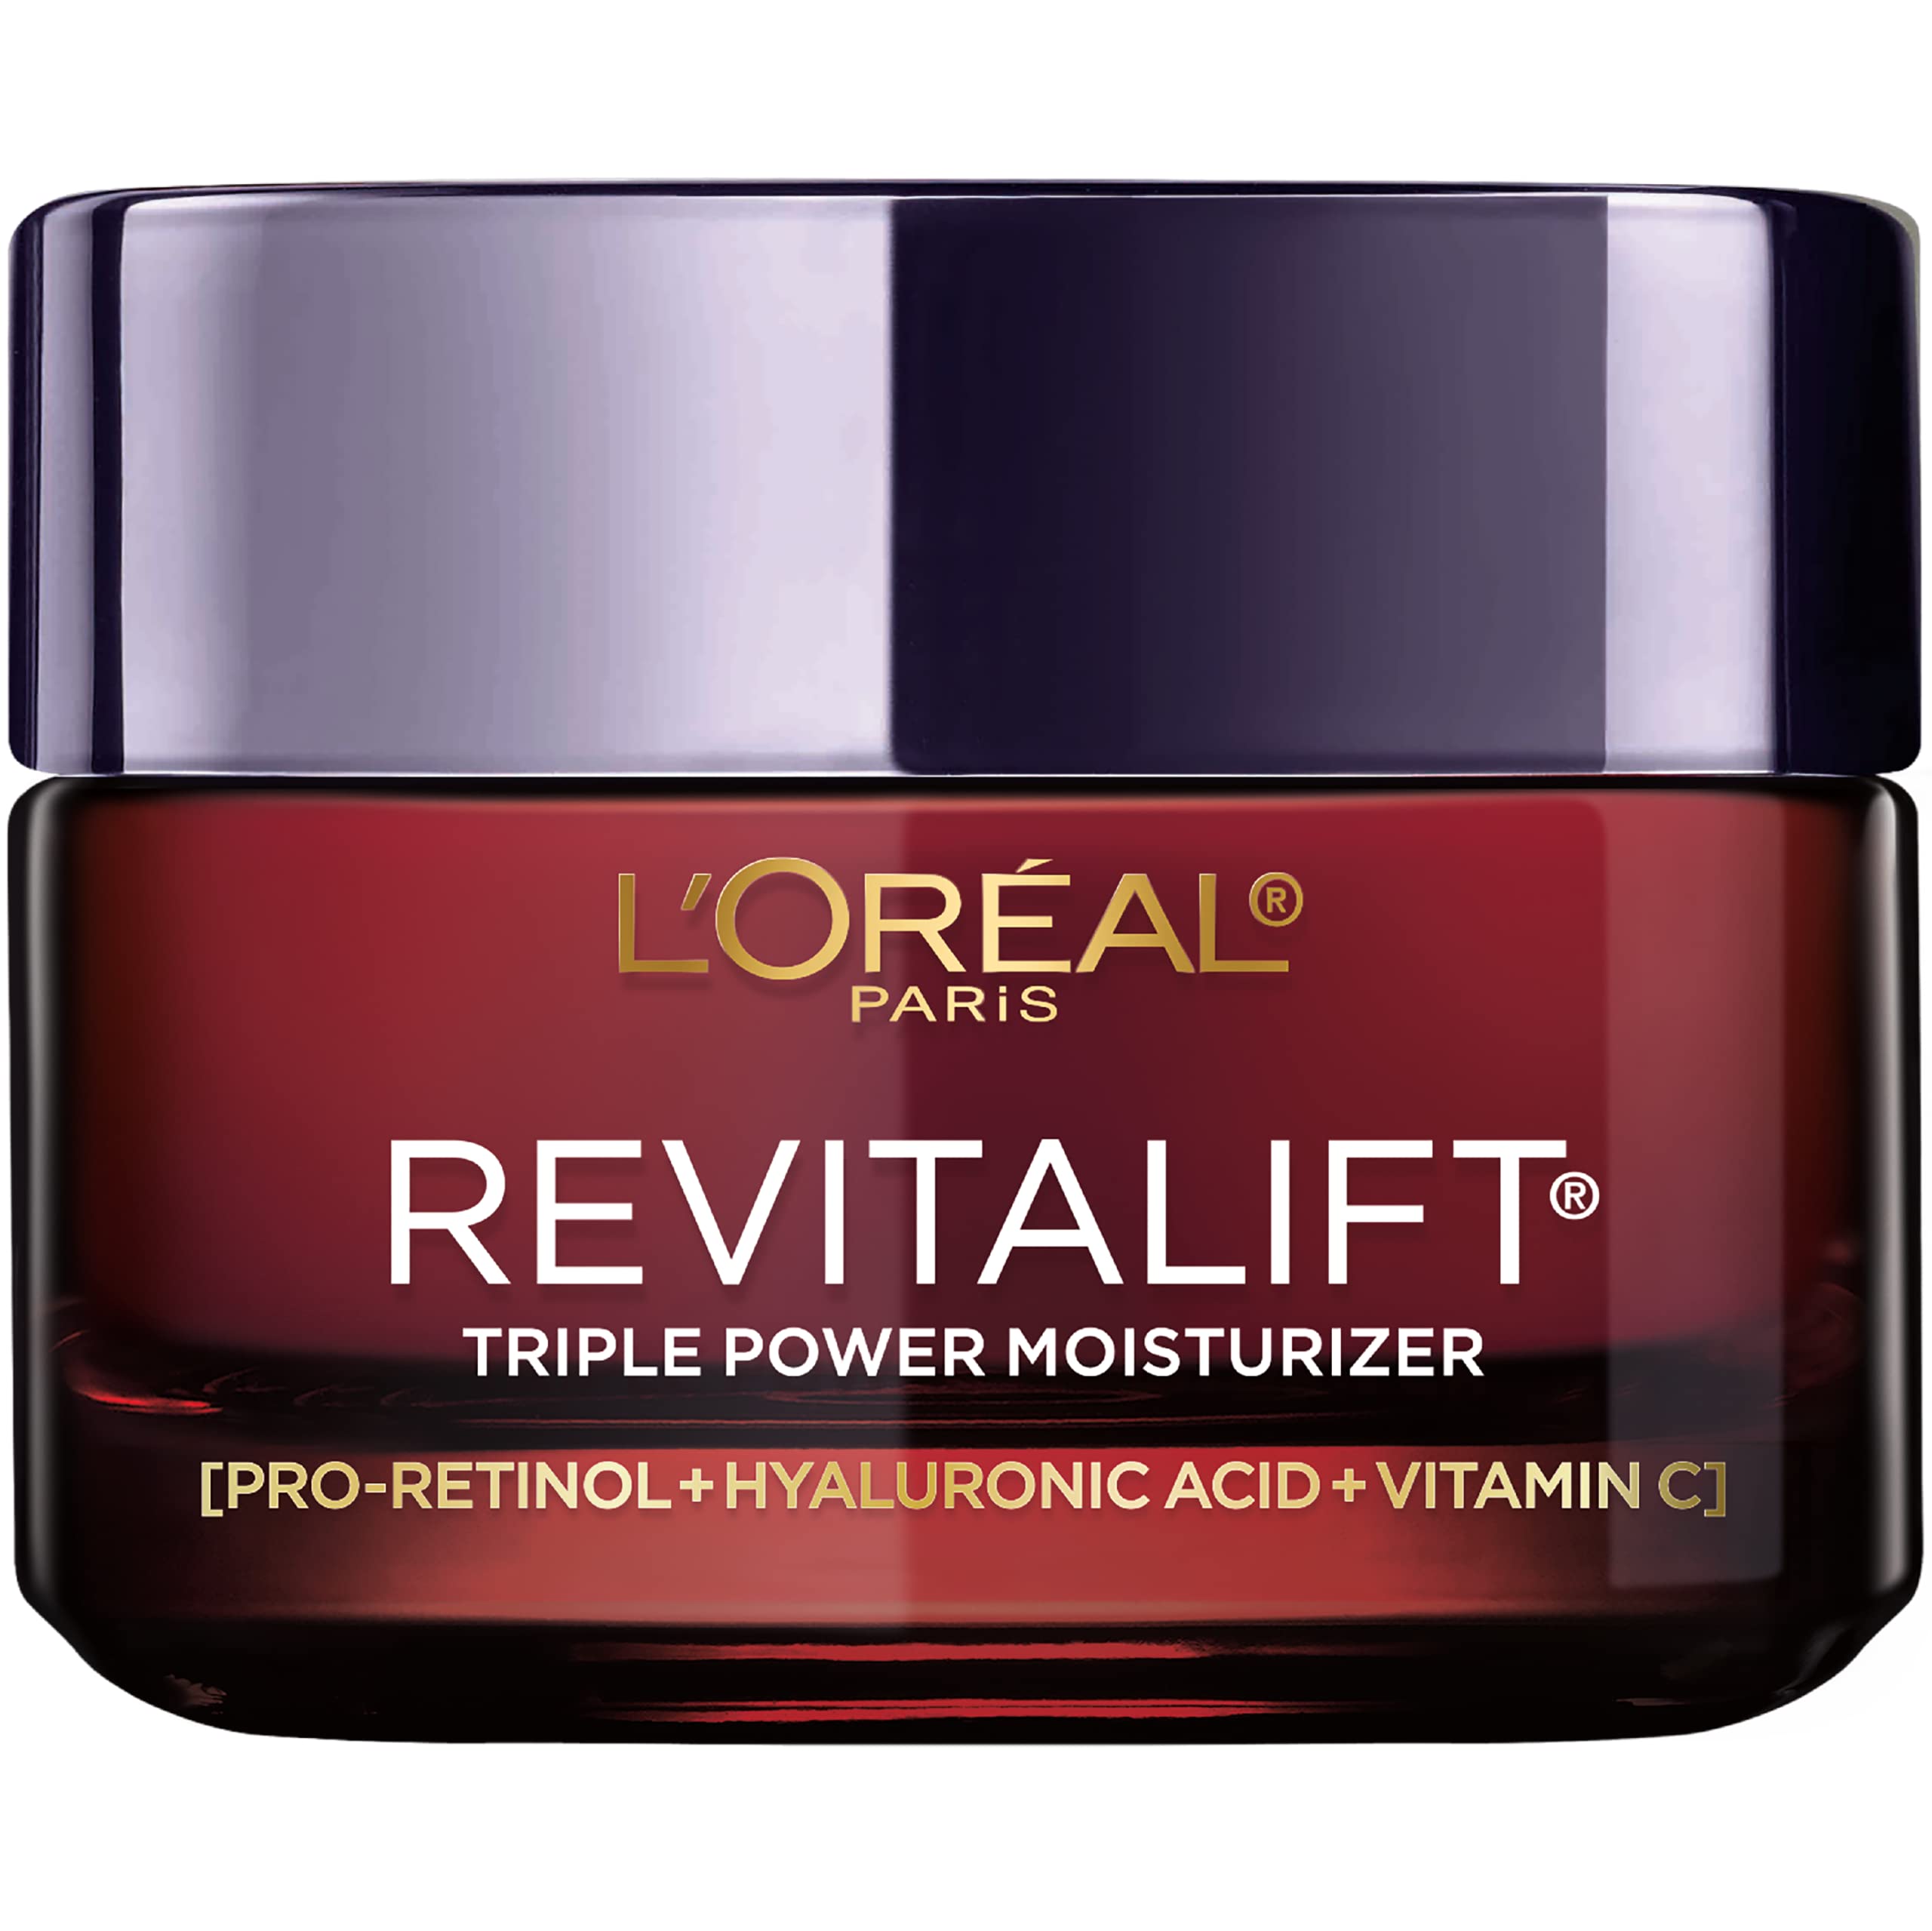 L'ORÉAL®
PARiS
REVITALIFT®
TRIPLE POWER MOISTURIZER
[PRO-RETINOL+HYALURONIC ACID+VITAMIN C]